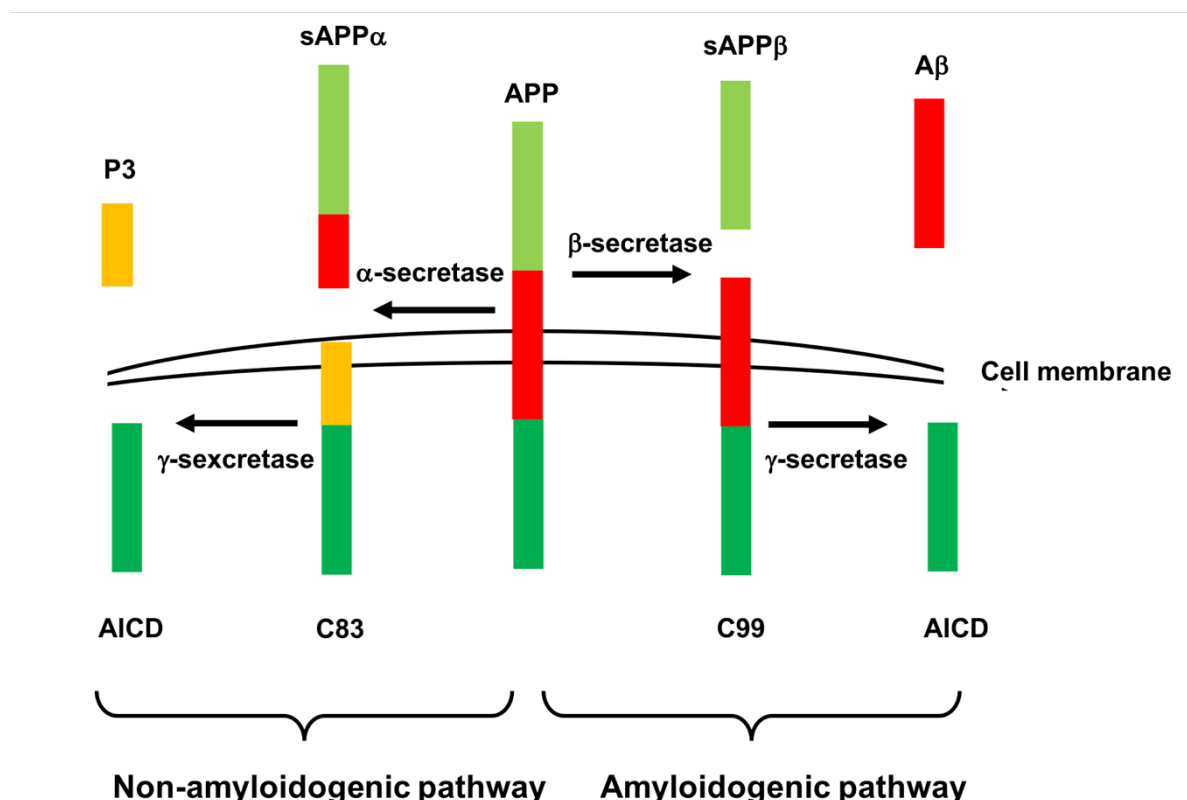 sAPPα
sAPPβ
Aβ
APP
P3
β-secretase
α-secretase
Cell membrane
γ-sexcretase
γ-secretase
AICD
C83
C99
AICD
Non-amyloidogenic pathway
Amyloidogenic pathway